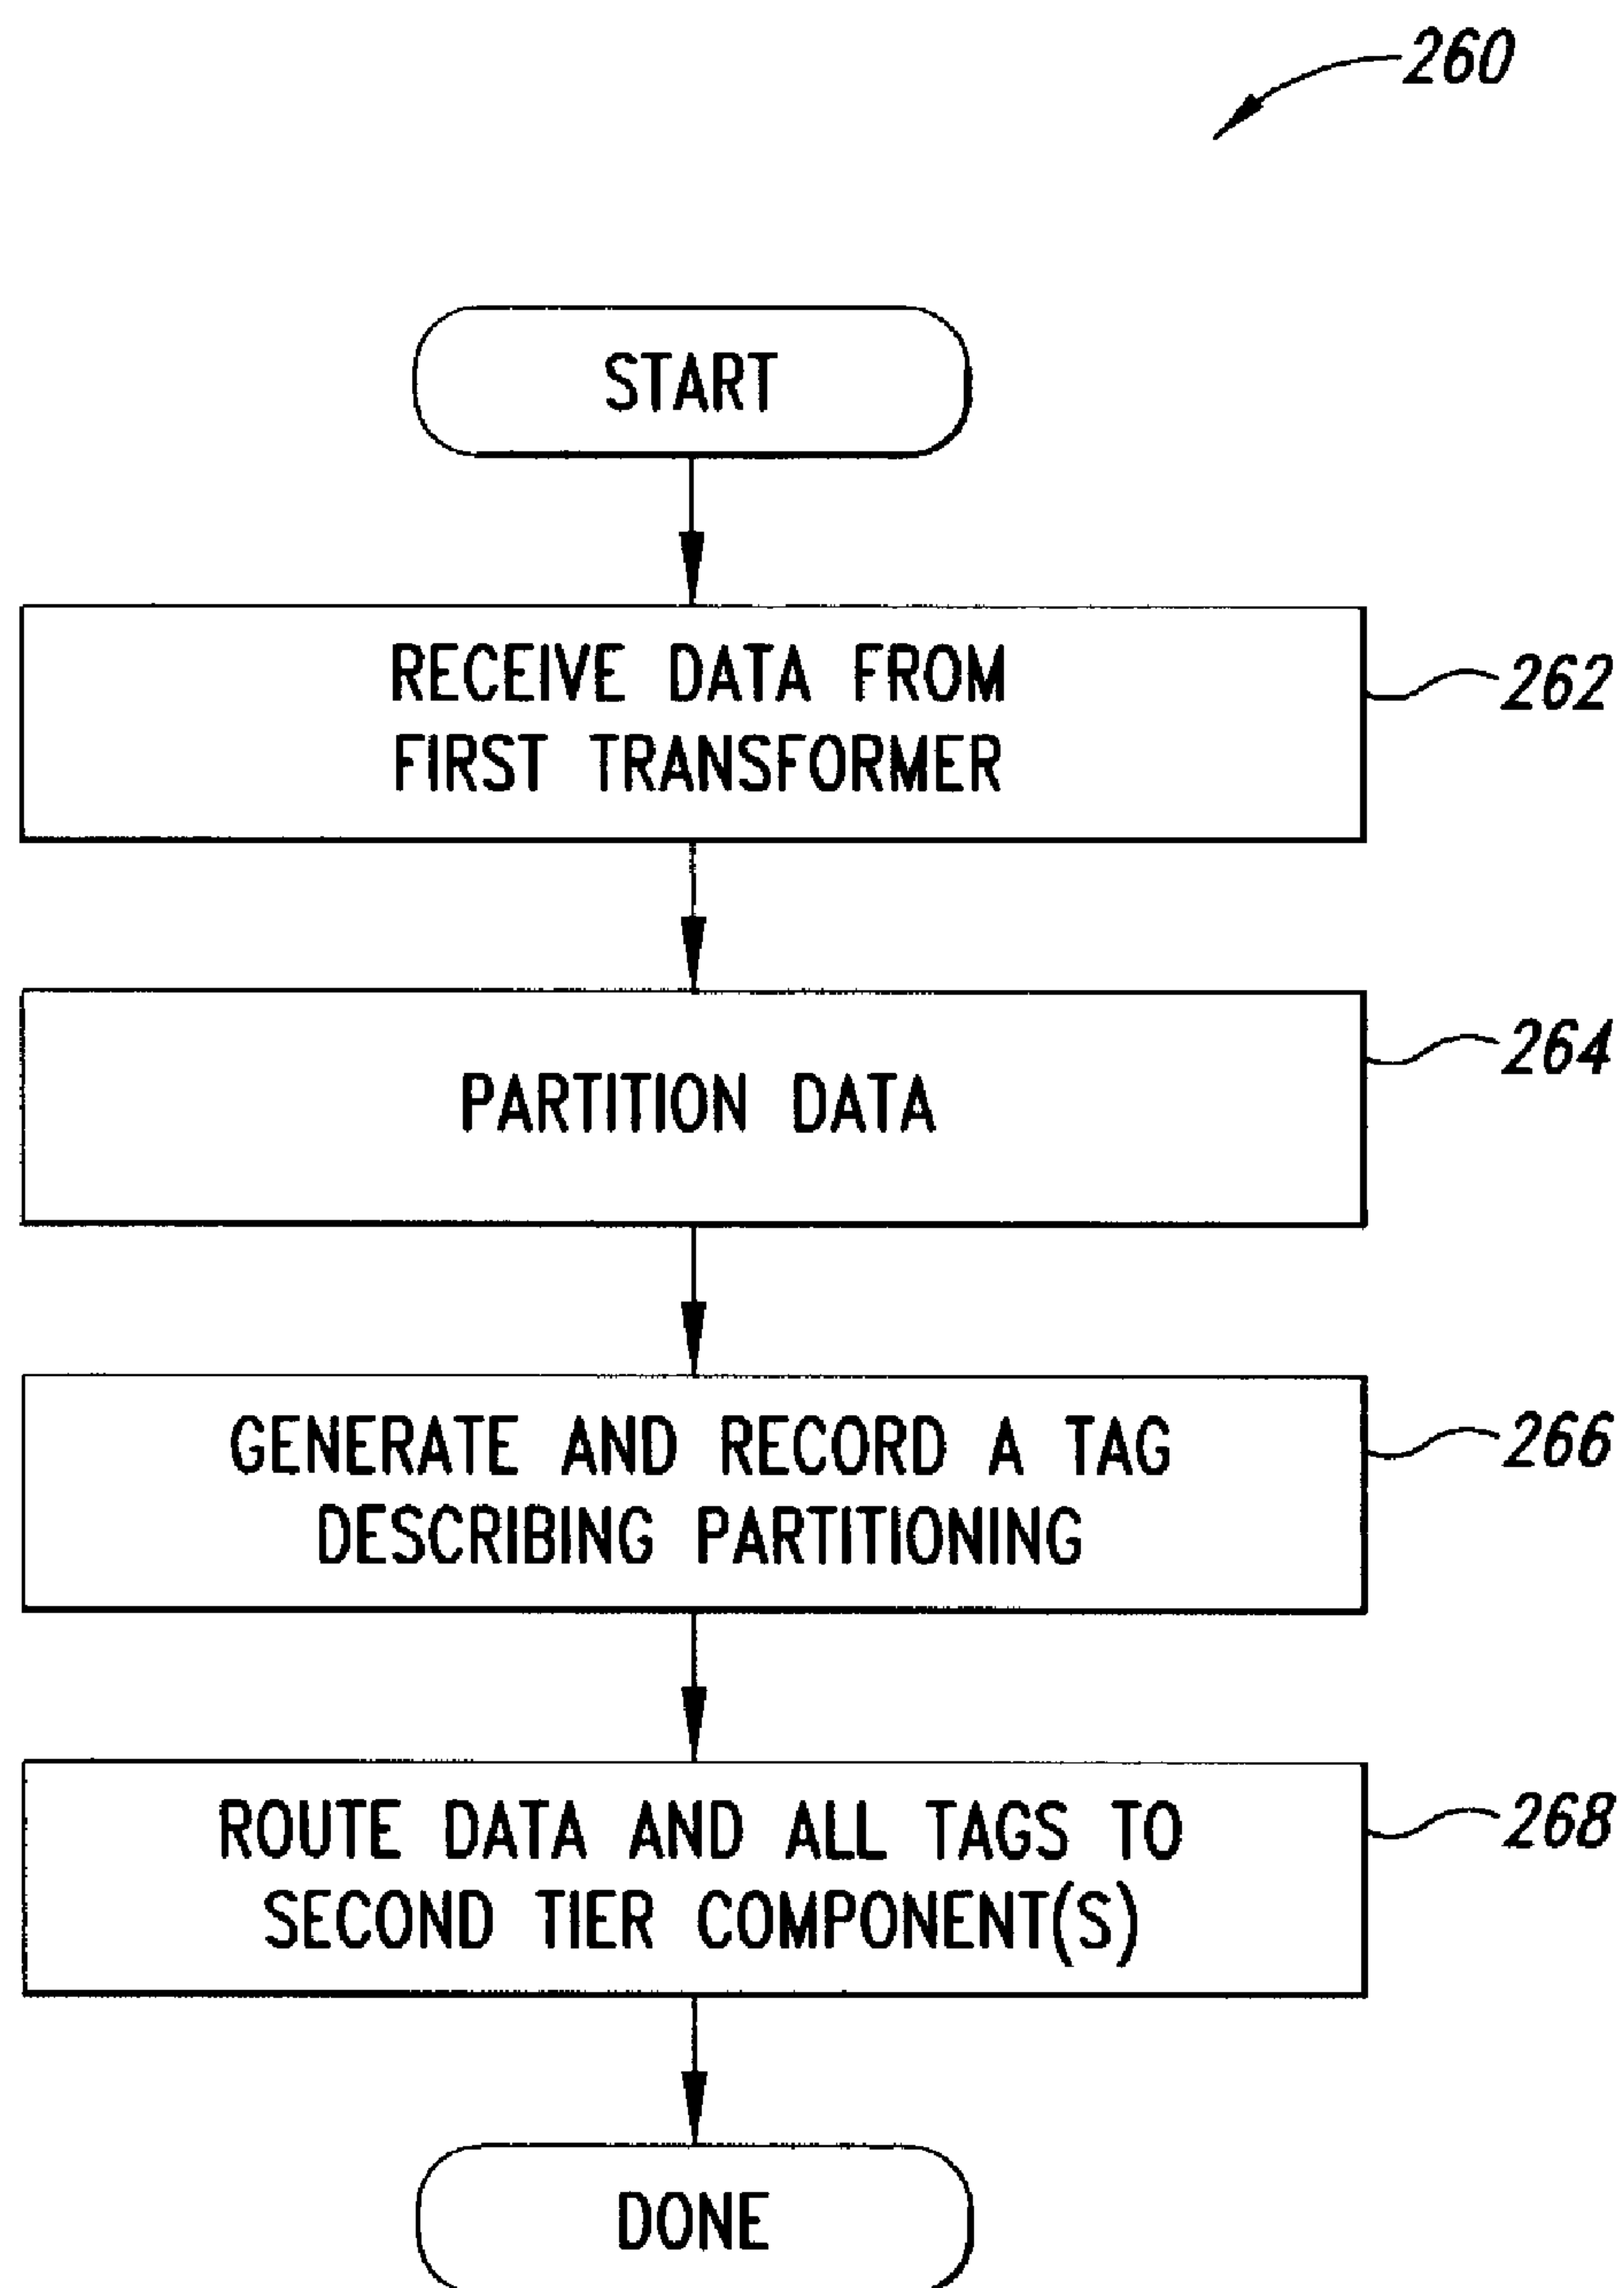 260
START
RECEIVE DATA FROM
FIRST TRANSFORMER
262
PARTITION DATA
264
GENERATE AND RECORD A TAG
DESCRIBING PARTITIONING
266
ROUTE DATA AND ALL TAGS TO
SECOND TIER COMPONENT(S)
268
DONE